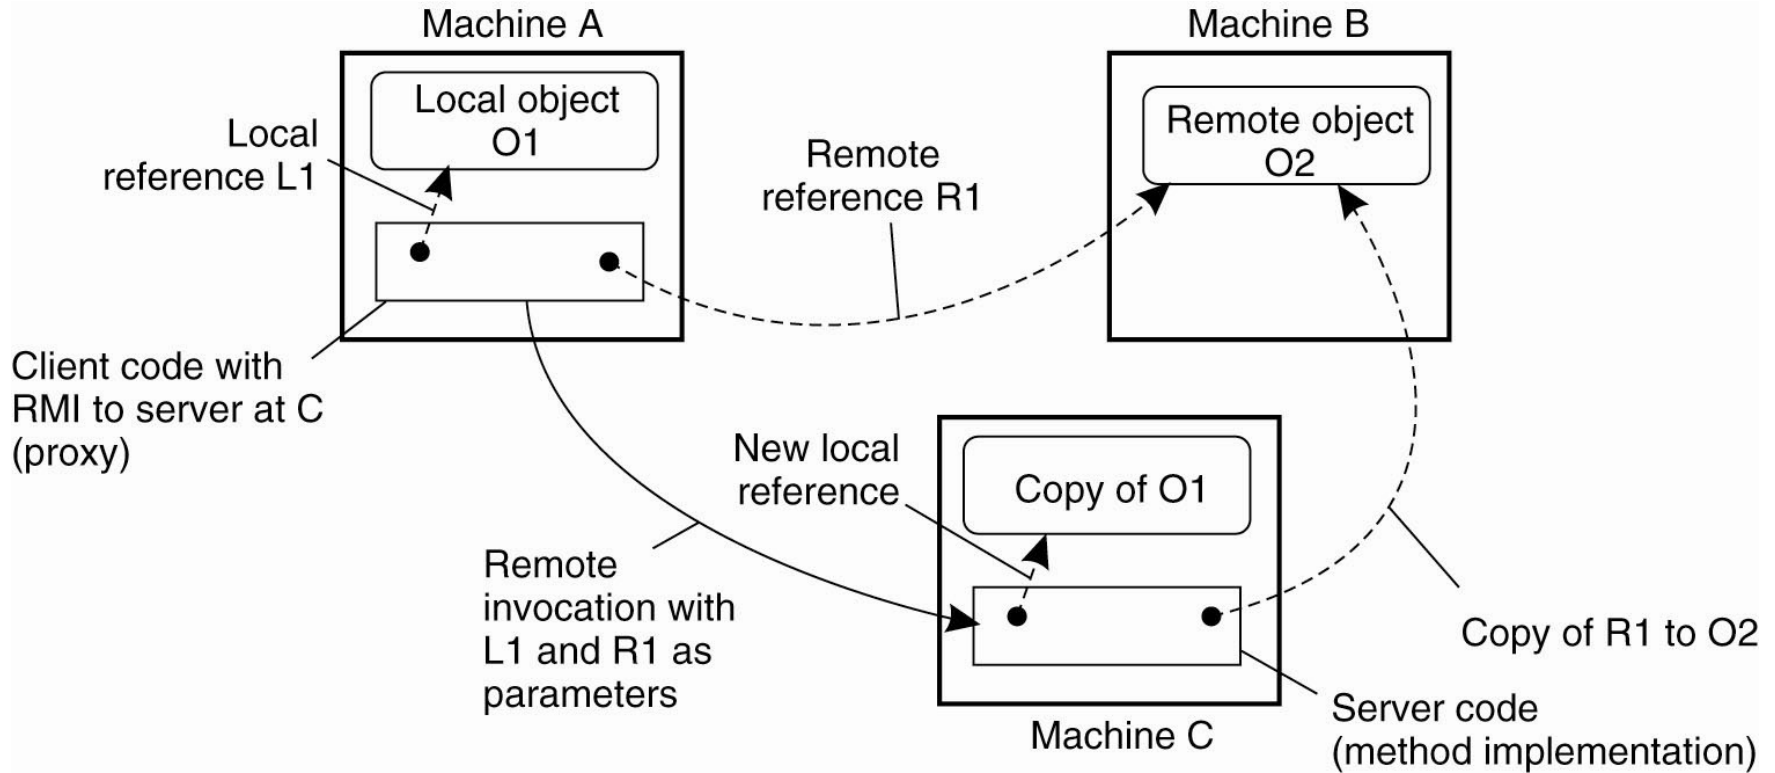 Machine A
Machine B
Local object
O1
Remote object
O2
Local
reference L1
Remote
reference R1
Client code with
RMI to server at C
(proxy)
New local
reference
Copy of O1
Remote
invocation with
L1 and R1 as
parameters
Copy of R1 to O2
Server code
(method implementation)
Machine C